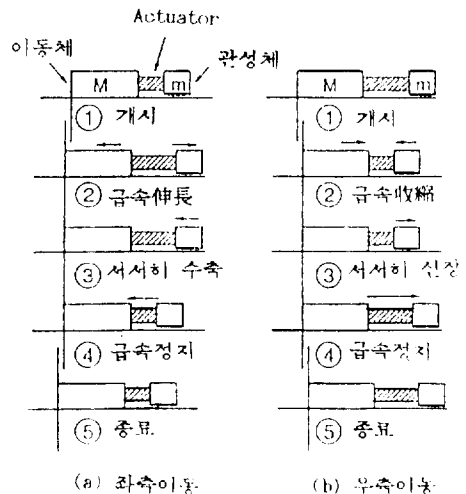 Actuator
이동체
관성체
M
m
① 개시
② 급속伸長
③ 서서히 수축
④ 급속정지
⑤ 종료
(a) 좌측이동
M
m
① 개시
② 급속收縮
③ 서서히 신장
④ 급속정지
⑤ 종료
(b) 우측이동